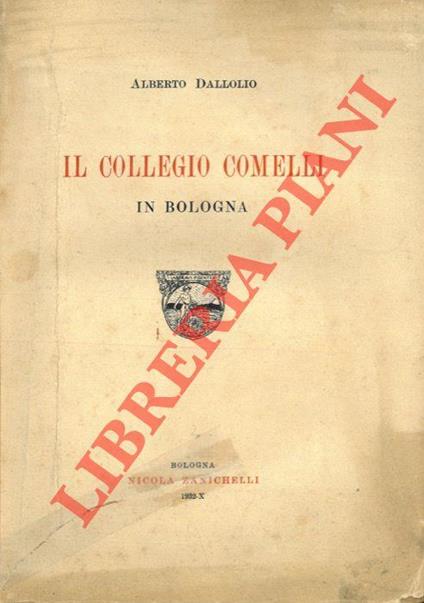 ALBERTO DALLOLIO
IL COLLEGIO COMELLI
IN BOLOGNA
BOLOGNA
NICOLA ZANICHELLI
1932-X
LIBRERIA PIANI